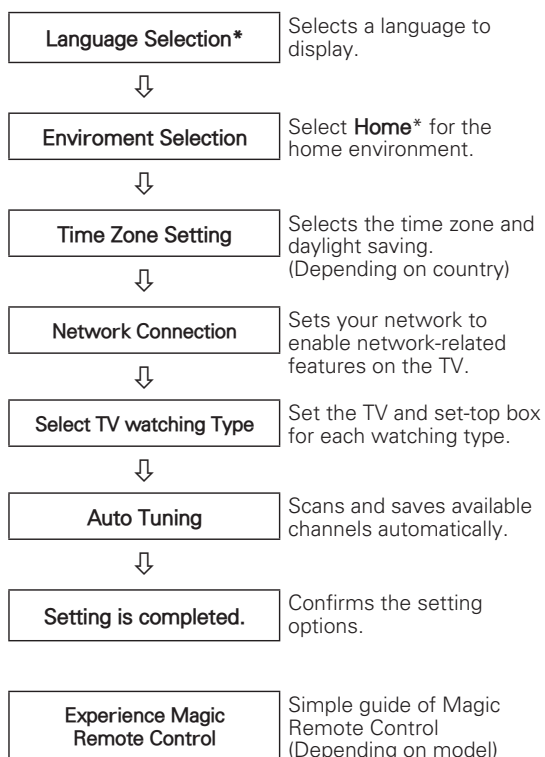 Language Selection*
Selects a language to
display.
Enviroment Selection
Select Home* for the
home environment.
Time Zone Setting
Selects the time zone and
daylight saving.
(Depending on country)
Network Connection
Sets your network to
enable network-related
features on the TV.
Select TV watching Type
Set the TV and set-top box
for each watching type.
Auto Tuning
Scans and saves available
channels automatically.
Setting is completed.
Confirms the setting
options.
Experience Magic
Remote Control
Simple guide of Magic
Remote Control
(Depending on model)